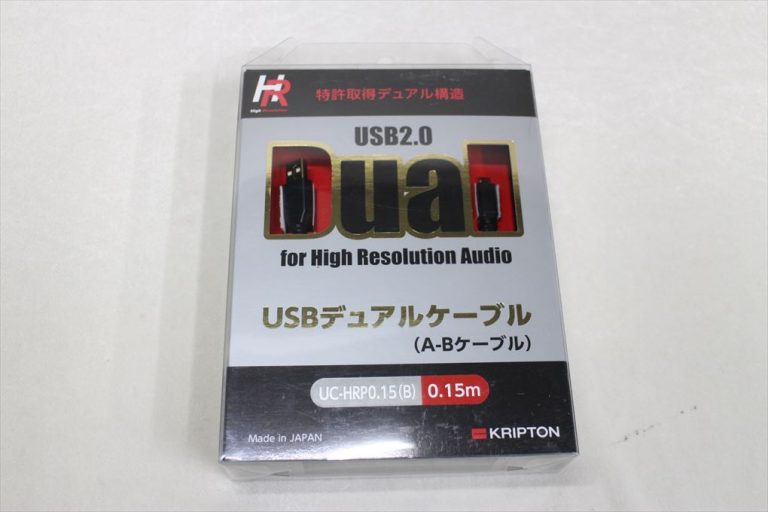 HR
High Resolution
特許取得デュアル構造
USB2.0
Dual
for High Resolution Audio
USBデュアルケーブル
(A-Bケーブル)
UC-HRP0.15(B) 0.15m
Made in JAPAN
KRIPTON